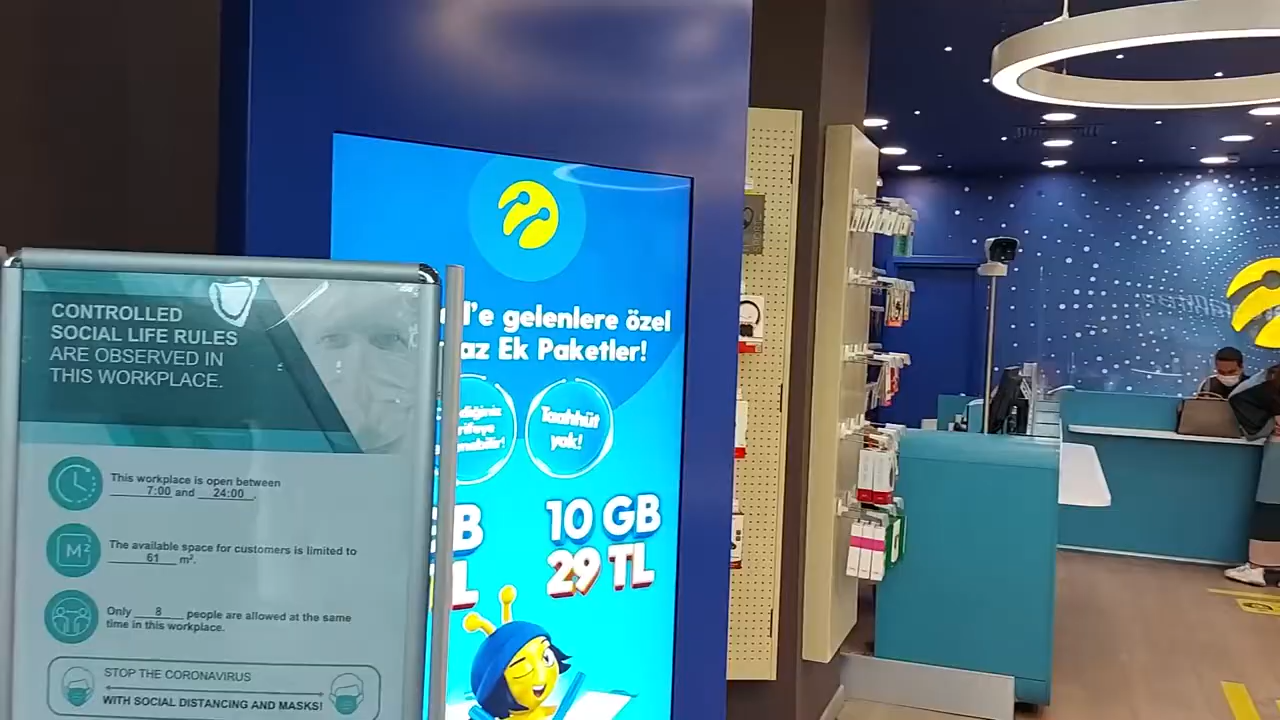 CONTROLLED
SOCIAL LIFE RULES
ARE OBSERVED IN
THIS WORKPLACE.
This workplace is open between
7:00 and 24:00.
The available space for customers is limited to
61 m².
M²
Only 8 people are allowed at the same
time in this workplace.
STOP THE CORONAVIRUS
WITH SOCIAL DISTANCING AND MASKS!
l'e gelenlere özel
az Ek Paketler!
Taahhüt
yok!
10 GB
29 TL